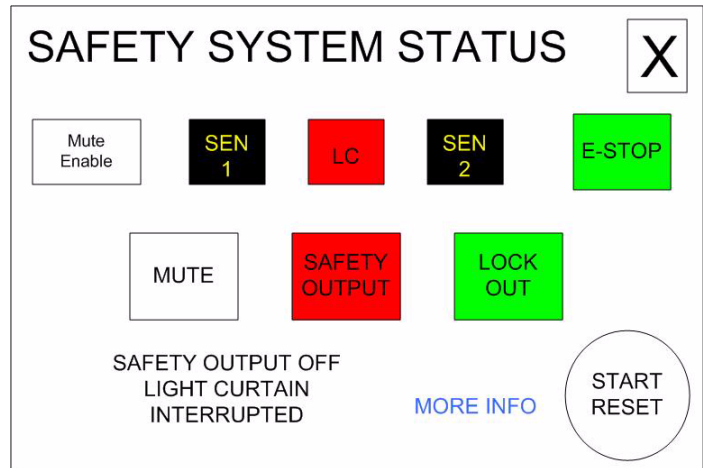 SAFETY SYSTEM STATUS
X
Mute
Enable
SEN
1
LC
SEN
2
E-STOP
MUTE
SAFETY
OUTPUT
LOCK
OUT
SAFETY OUTPUT OFF
LIGHT CURTAIN
INTERRUPTED
MORE INFO
START
RESET